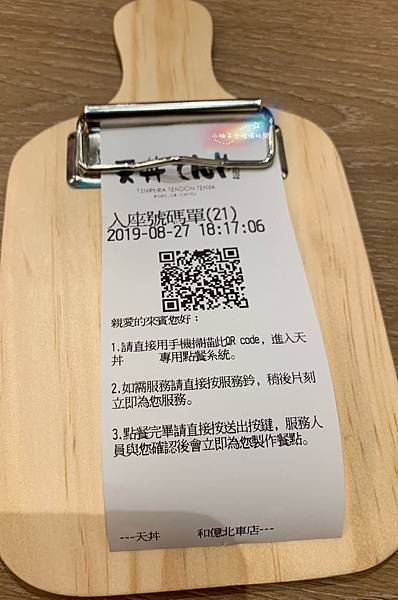 TEMPURA TENDON TENYA
入座號碼單(21)
2019-08-27 18:17:06
親愛的來賓您好：
1.請直接用手機掃描此QR code，進入天
丼 專用點餐系統。
2.如需服務請直接按服務鈴，稍後片刻
立即為您服務。
3.點餐完畢請直接按送出按鍵，服務人
員與您確認後會立即為您製作餐點。
---天丼 和億北車店---